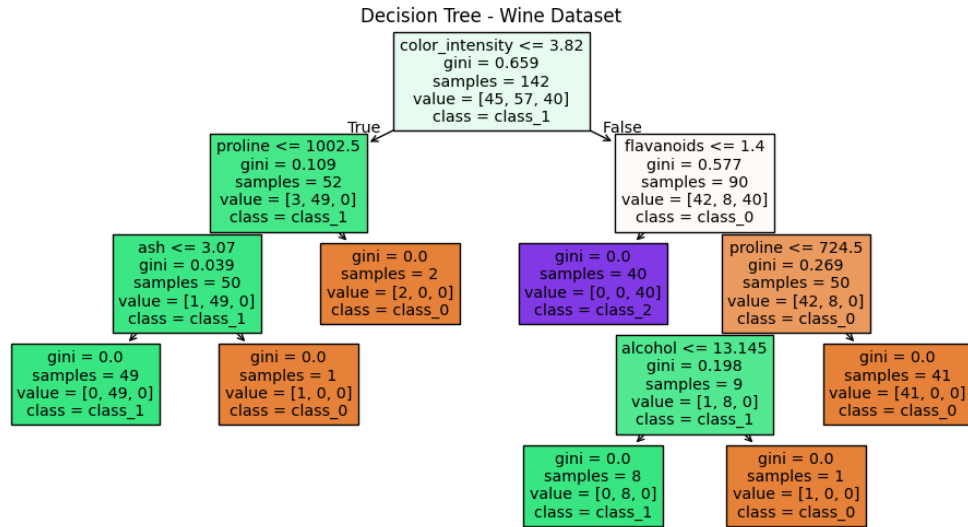 Decision Tree - Wine Dataset
color_intensity <= 3.82
gini = 0.659
samples = 142
value = [45, 57, 40]
class = class_1
True
False
proline <= 1002.5
gini = 0.109
samples = 52
value = [3, 49, 0]
class = class_1
flavanoids <= 1.4
gini = 0.577
samples = 90
value = [42, 8, 40]
class = class_0
ash <= 3.07
gini = 0.039
samples = 50
value = [1, 49, 0]
class = class_1
gini = 0.0
samples = 2
value = [2, 0, 0]
class = class_0
gini = 0.0
samples = 40
value = [0, 0, 40]
class = class_2
proline <= 724.5
gini = 0.269
samples = 50
value = [42, 8, 0]
class = class_0
gini = 0.0
samples = 49
value = [0, 49, 0]
class = class_1
gini = 0.0
samples = 1
value = [1, 0, 0]
class = class_0
alcohol <= 13.145
gini = 0.198
samples = 9
value = [1, 8, 0]
class = class_1
gini = 0.0
samples = 41
value = [41, 0, 0]
class = class_0
gini = 0.0
samples = 8
value = [0, 8, 0]
class = class_1
gini = 0.0
samples = 1
value = [1, 0, 0]
class = class_0